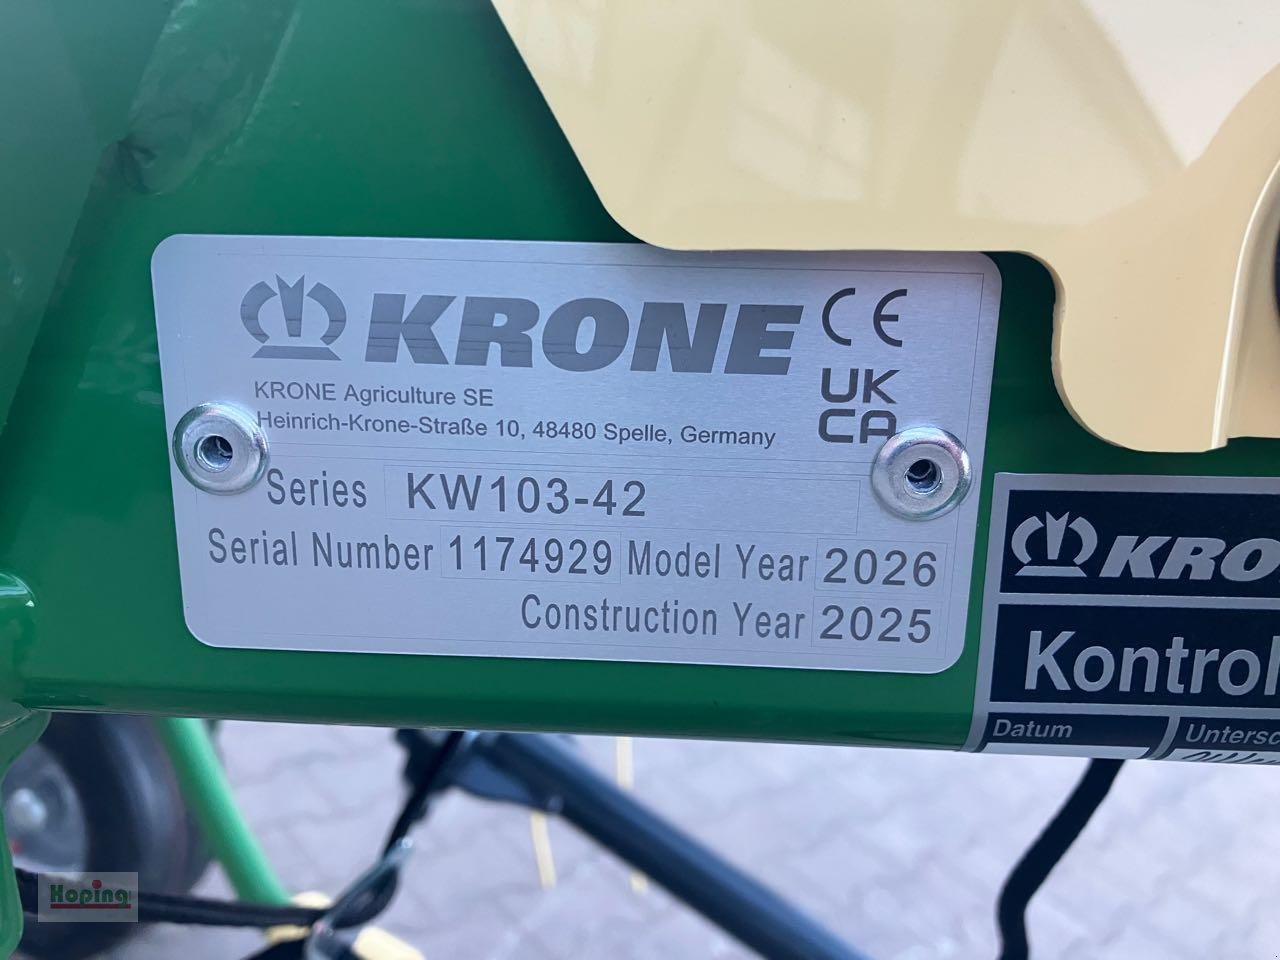 KRONE
CE
UK
CA
KRONE Agriculture SE
Heinrich-Krone-Straße 10, 48480 Spelle, Germany
Series KW103-42
Serial Number 1174929 Model Year 2026
Construction Year 2025
KRO
Kontrol
Datum Untersc
Hoping